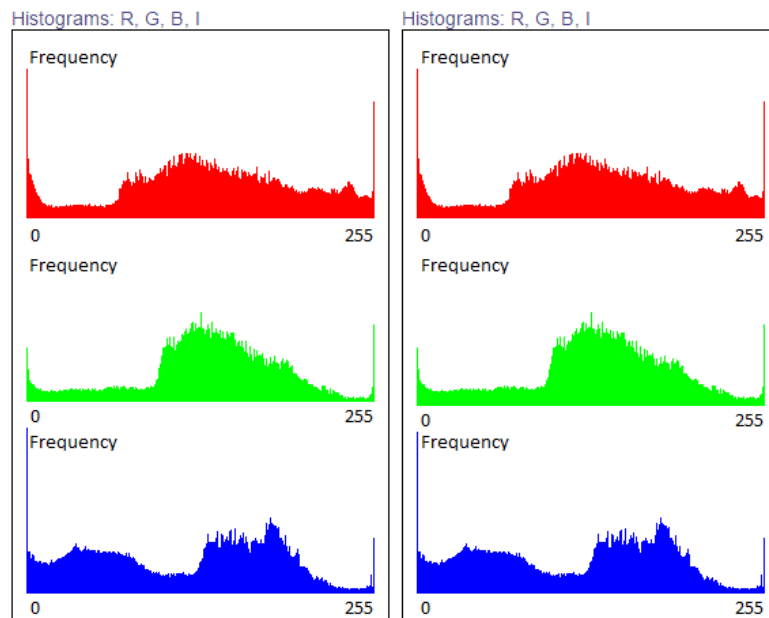 Histograms: R, G, B, I
Frequency
0 255
Frequency
0 255
Frequency
0 255
Histograms: R, G, B, I
Frequency
0 255
Frequency
0 255
Frequency
0 255